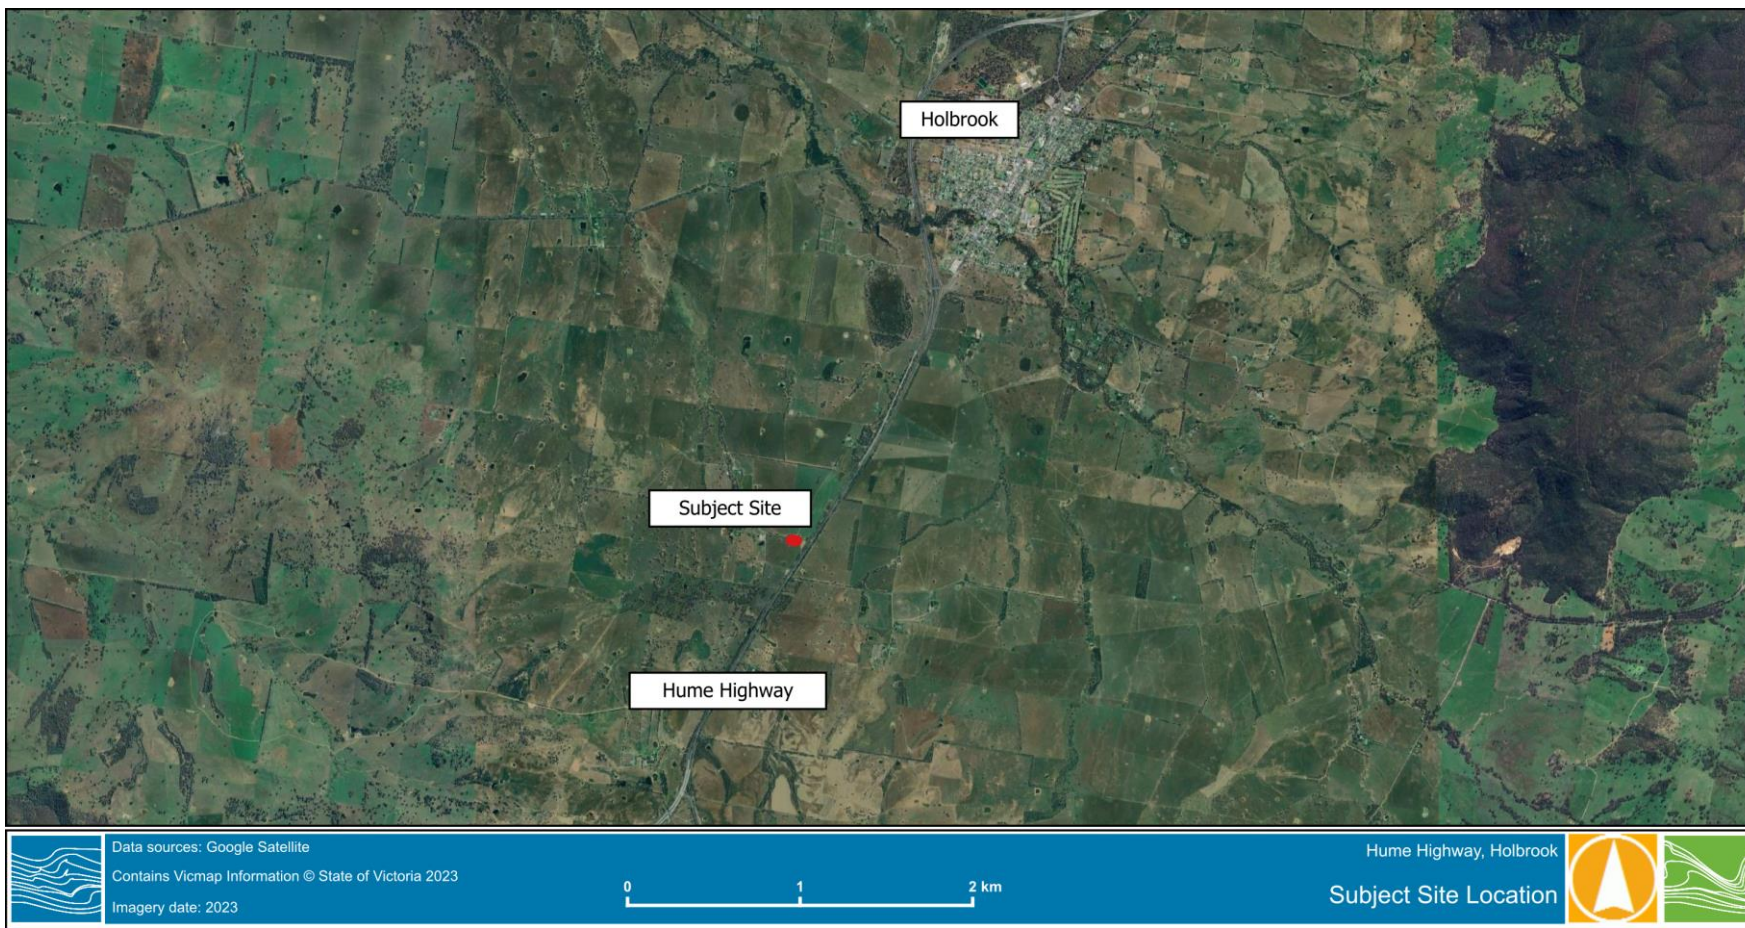 Holbrook
Subject Site
Hume Highway
Data sources: Google Satellite
Contains Vicmap Information © State of Victoria 2023
Imagery date: 2023
0 1 2 km
Hume Highway, Holbrook
Subject Site Location